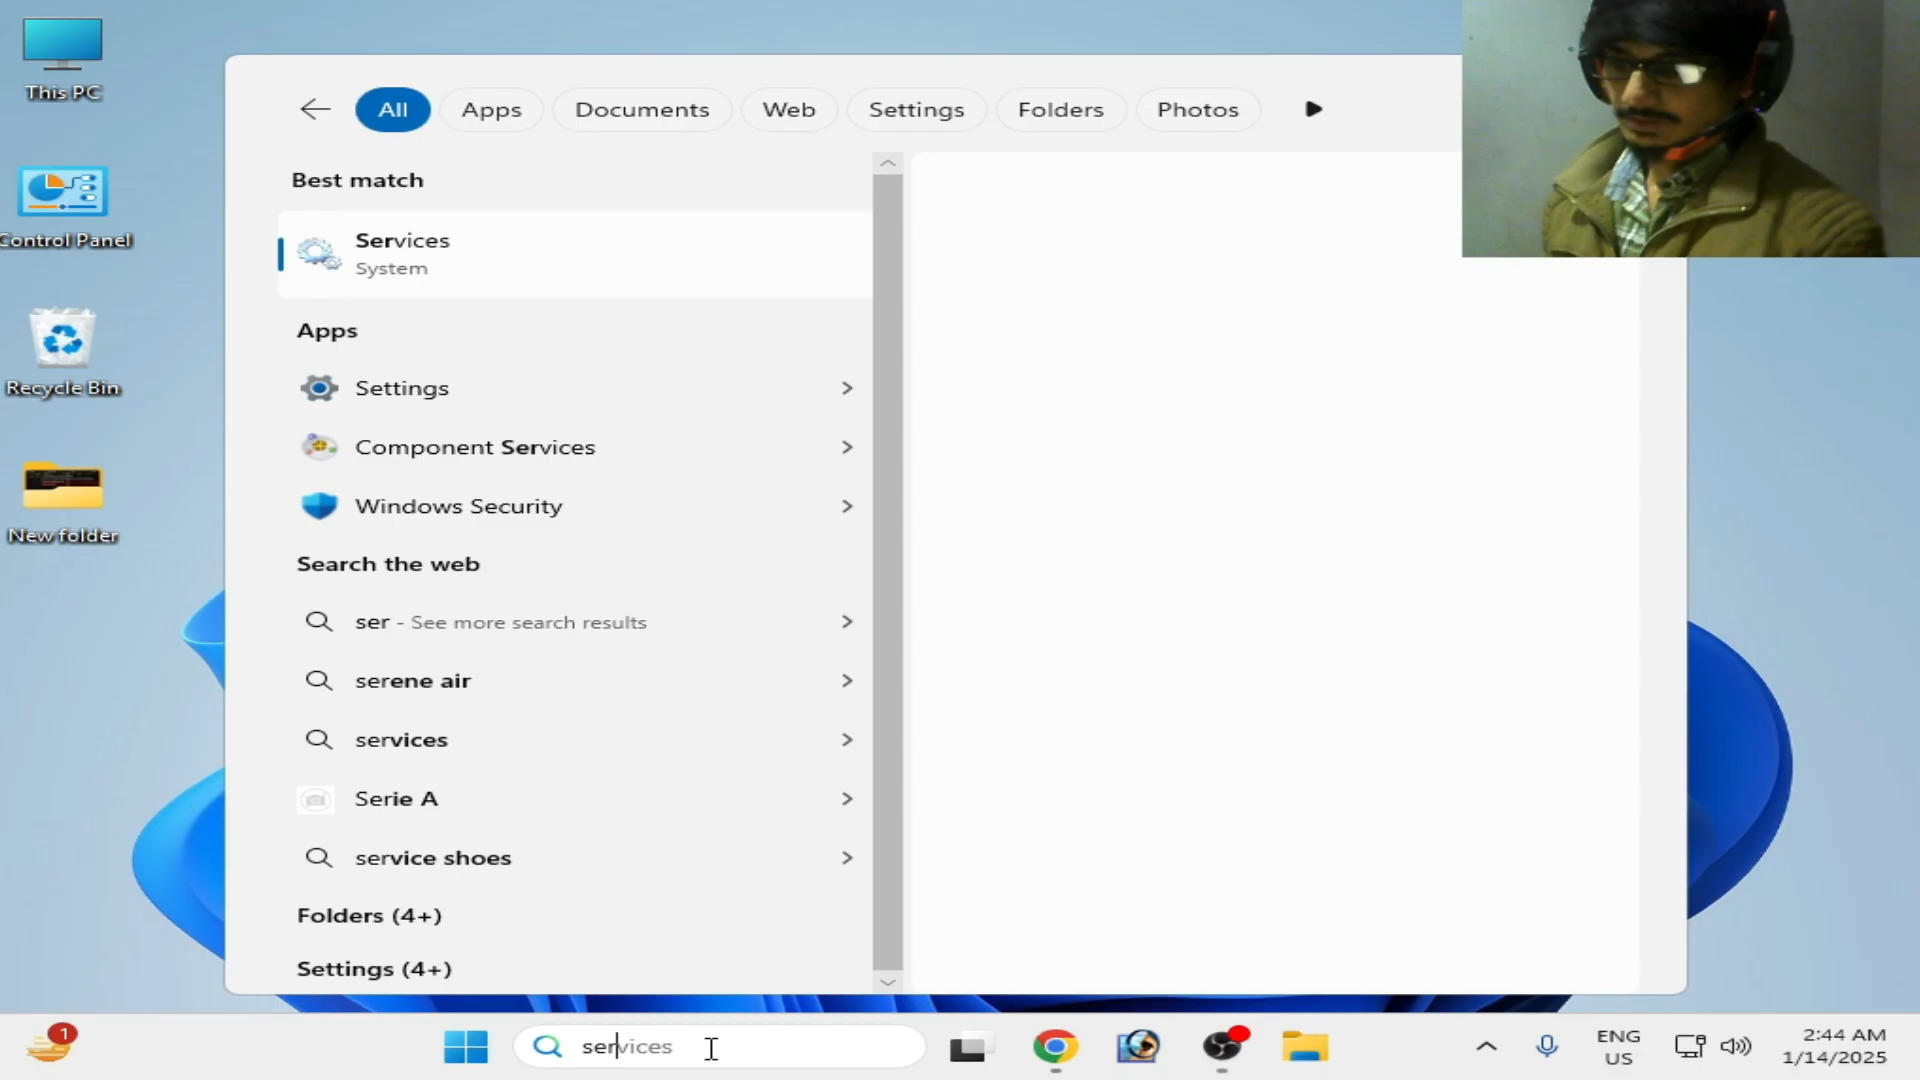 This PC
Control Panel
Recycle Bin
New folder
All
Apps
Documents
Web
Settings
Folders
Photos
Best match
Services
System
Apps
Settings
Component Services
Windows Security
Search the web
ser - See more search results
serene air
services
Serie A
service shoes
Folders (4+)
Settings (4+)
1
services
ENG
US
2:44 AM
1/14/2025